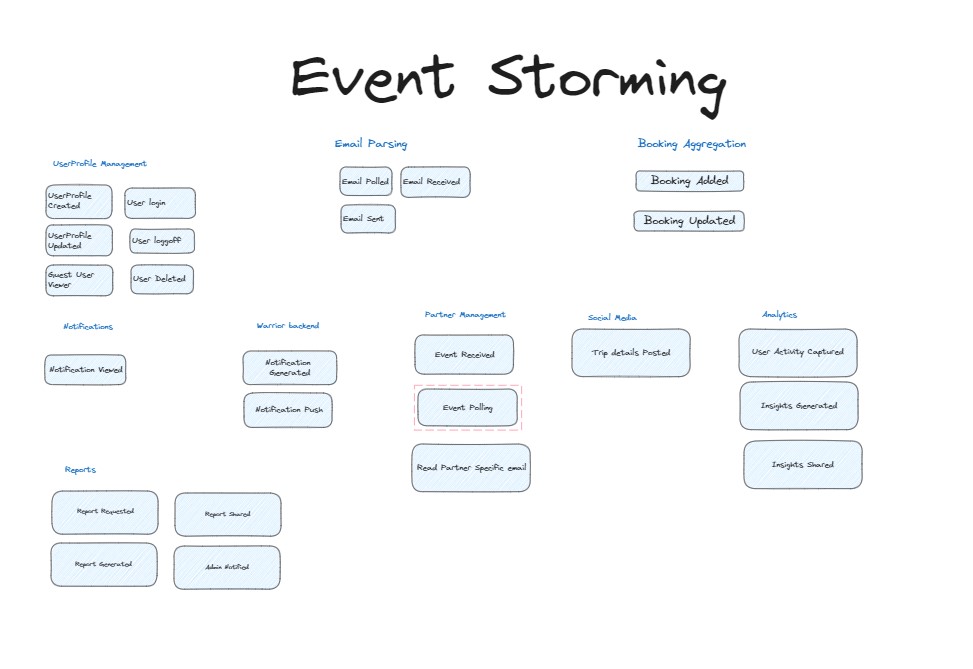 Event Storming
UserProfile Management
UserProfile
Created
User login
UserProfile
Updated
User loggoff
Guest User
Viewer
User Deleted
Email Parsing
Email Polled
Email Received
Email Sent
Booking Aggregation
Booking Added
Booking Updated
Notifications
Notification Viewed
Warrior backend
Notification
Generated
Notification Push
Partner Management
Event Received
Event Polling
Read Partner Specific email
Social Media
Trip details Posted
Analytics
User Activity Captured
Insights Generated
Insights Shared
Reports
Report Requested
Report Shared
Report Generated
Admin Notified